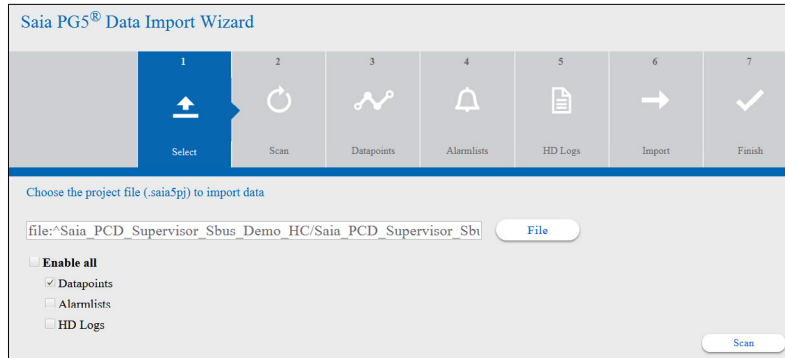 Saia PG5® Data Import Wizard
1 2 3 4 5 6 7
Select Scan Datapoints Alarmlists HD Logs Import Finish
Choose the project file (.saia5pj) to import data
file:^Saia_PCD_Supervisor_Sbus_Demo_HC/Saia_PCD_Supervisor_Sbu File
Enable all
Datapoints
Alarmlists
HD Logs
Scan